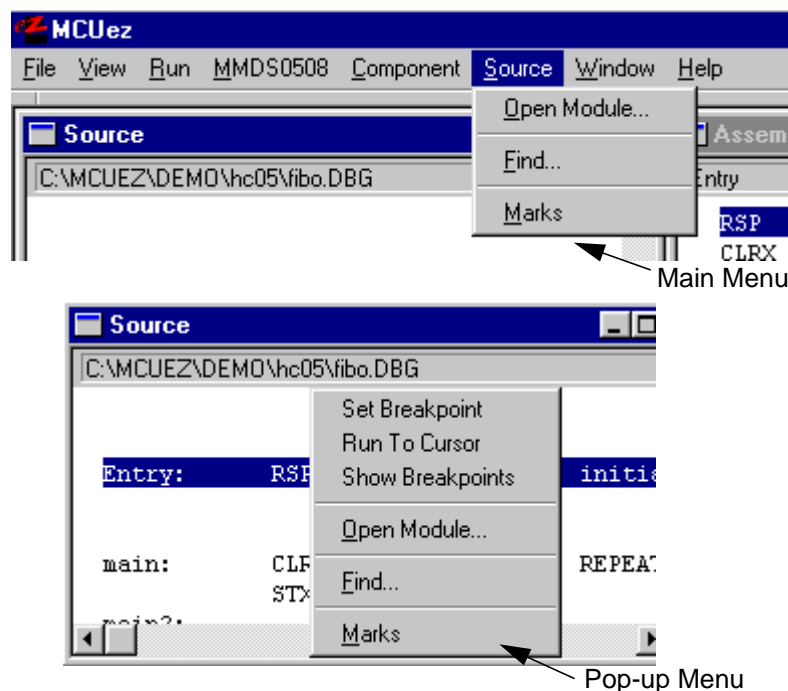 MCUez
File View Run MMDS0508 Component Source Window Help
Open Module...
Source Assem
C:\MCUEZ\DEMO\hc05\fibo.DBG Find... Entry
Marks RSP
CLRX
Main Menu
Source
C:\MCUEZ\DEMO\hc05\fibo.DBG
Set Breakpoint
Run To Cursor
Entry: RSP Show Breakpoints initia
Open Module...
main: CLR REPEAT
Find...
STX
main2:
Marks
Pop-up Menu